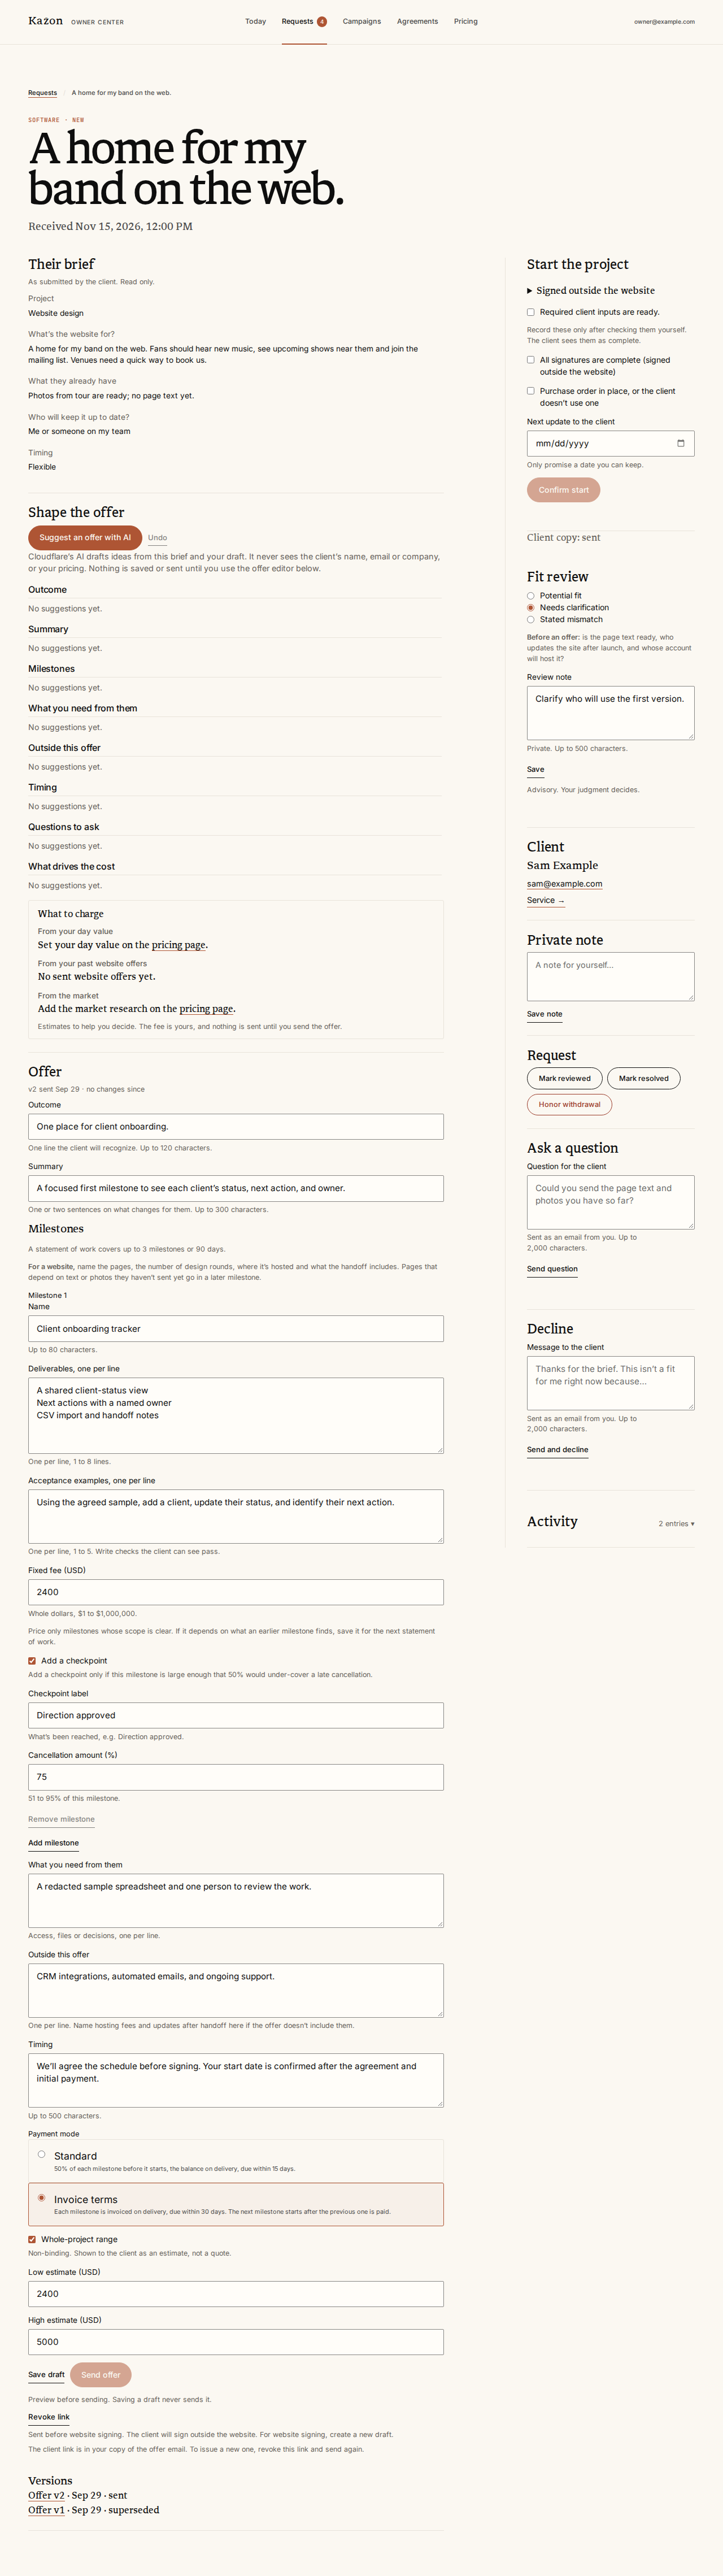 Kazon OWNER CENTER
Today
Requests 4
Campaigns
Agreements
Pricing
owner@example.com
Requests / A home for my band on the web.
SOFTWARE · NEW
A home for my
band on the web.
Received Nov 15, 2026, 12:00 PM
Their brief
As submitted by the client. Read only.
Project
Website design
What's the website for?
A home for my band on the web. Fans should hear new music, see upcoming shows near them and join the
mailing list. Venues need a quick way to book us.
What they already have
Photos from tour are ready; no page text yet.
Who will keep it up to date?
Me or someone on my team
Timing
Flexible
Shape the offer
Suggest an offer with AI
Undo
Cloudflare's AI drafts ideas from this brief and your draft. It never sees the client's name, email or company,
or your pricing. Nothing is saved or sent until you use the offer editor below.
Outcome
No suggestions yet.
Summary
No suggestions yet.
Milestones
No suggestions yet.
What you need from them
No suggestions yet.
Outside this offer
No suggestions yet.
Timing
No suggestions yet.
Questions to ask
No suggestions yet.
What drives the cost
No suggestions yet.
What to charge
From your day value
Set your day value on the pricing page.
From your past website offers
No sent website offers yet.
From the market
Add the market research on the pricing page.
Estimates to help you decide. The fee is yours, and nothing is sent until you send the offer.
Offer
v2 sent Sep 29 · no changes since
Outcome
One place for client onboarding.
One line the client will recognize. Up to 120 characters.
Summary
A focused first milestone to see each client's status, next action, and owner.
One or two sentences on what changes for them. Up to 300 characters.
Milestones
A statement of work covers up to 3 milestones or 90 days.
For a website, name the pages, the number of design rounds, where it's hosted and what the handoff includes. Pages that
depend on text or photos they haven't sent yet go in a later milestone.
Milestone 1
Name
Client onboarding tracker
Up to 80 characters.
Deliverables, one per line
A shared client-status view
Next actions with a named owner
CSV import and handoff notes
One per line, 1 to 8 lines.
Acceptance examples, one per line
Using the agreed sample, add a client, update their status, and identify their next action.
One per line, 1 to 5. Write checks the client can see pass.
Fixed fee (USD)
2400
Whole dollars, $1 to $1,000,000.
Price only milestones whose scope is clear. If it depends on what an earlier milestone finds, save it for the next statement
of work.
Add a checkpoint
Add a checkpoint only if this milestone is large enough that 50% would under-cover a late cancellation.
Checkpoint label
Direction approved
What's been reached, e.g. Direction approved.
Cancellation amount (%)
75
51 to 95% of this milestone.
Remove milestone
Add milestone
What you need from them
A redacted sample spreadsheet and one person to review the work.
Access, files or decisions, one per line.
Outside this offer
CRM integrations, automated emails, and ongoing support.
One per line. Name hosting fees and updates after handoff here if the offer doesn't include them.
Timing
We'll agree the schedule before signing. Your start date is confirmed after the agreement and
initial payment.
Up to 500 characters.
Payment mode
Standard
50% of each milestone before it starts, the balance on delivery, due within 15 days.
Invoice terms
Each milestone is invoiced on delivery, due within 30 days. The next milestone starts after the previous one is paid.
Whole-project range
Non-binding. Shown to the client as an estimate, not a quote.
Low estimate (USD)
2400
High estimate (USD)
5000
Save draft
Send offer
Preview before sending. Saving a draft never sends it.
Revoke link
Sent before website signing. The client will sign outside the website. For website signing, create a new draft.
The client link is in your copy of the offer email. To issue a new one, revoke this link and send again.
Versions
Offer v2 · Sep 29 · sent
Offer v1 · Sep 29 · superseded
Start the project
▶ Signed outside the website
Required client inputs are ready.
Record these only after checking them yourself.
The client sees them as complete.
All signatures are complete (signed
outside the website)
Purchase order in place, or the client
doesn't use one
Next update to the client
mm/dd/yyyy
Only promise a date you can keep.
Confirm start
Client copy: sent
Fit review
Potential fit
Needs clarification
Stated mismatch
Before an offer: is the page text ready, who
updates the site after launch, and whose account
will host it?
Review note
Clarify who will use the first version.
Private. Up to 500 characters.
Save
Advisory. Your judgment decides.
Client
Sam Example
sam@example.com
Service →
Private note
A note for yourself...
Save note
Request
Mark reviewed
Mark resolved
Honor withdrawal
Ask a question
Question for the client
Could you send the page text and
photos you have so far?
Sent as an email from you. Up to
2,000 characters.
Send question
Decline
Message to the client
Thanks for the brief. This isn't a fit
for me right now because...
Sent as an email from you. Up to
2,000 characters.
Send and decline
Activity
2 entries ▾